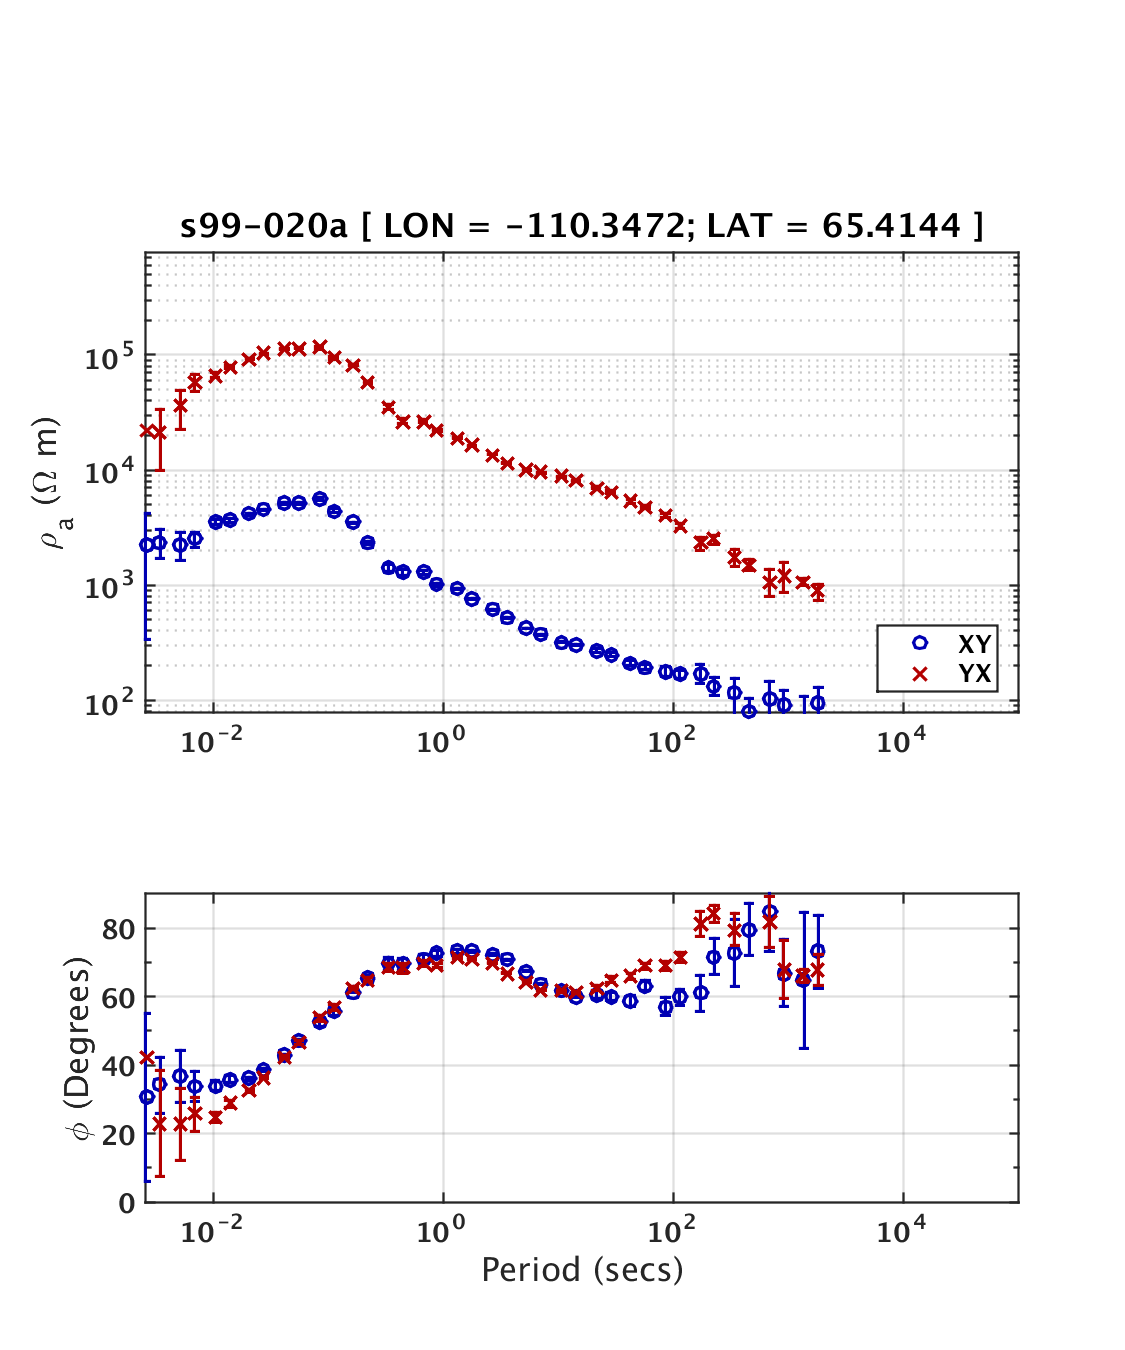 s99-020a [ LON = -110.3472; LAT = 65.4144 ]
ρa (Ω m)
10^5
10^4
10^3
10^2
XY
YX
10^-2 10^0 10^2 10^4
ϕ (Degrees)
80
60
40
20
0
10^-2 10^0 10^2 10^4
Period (secs)